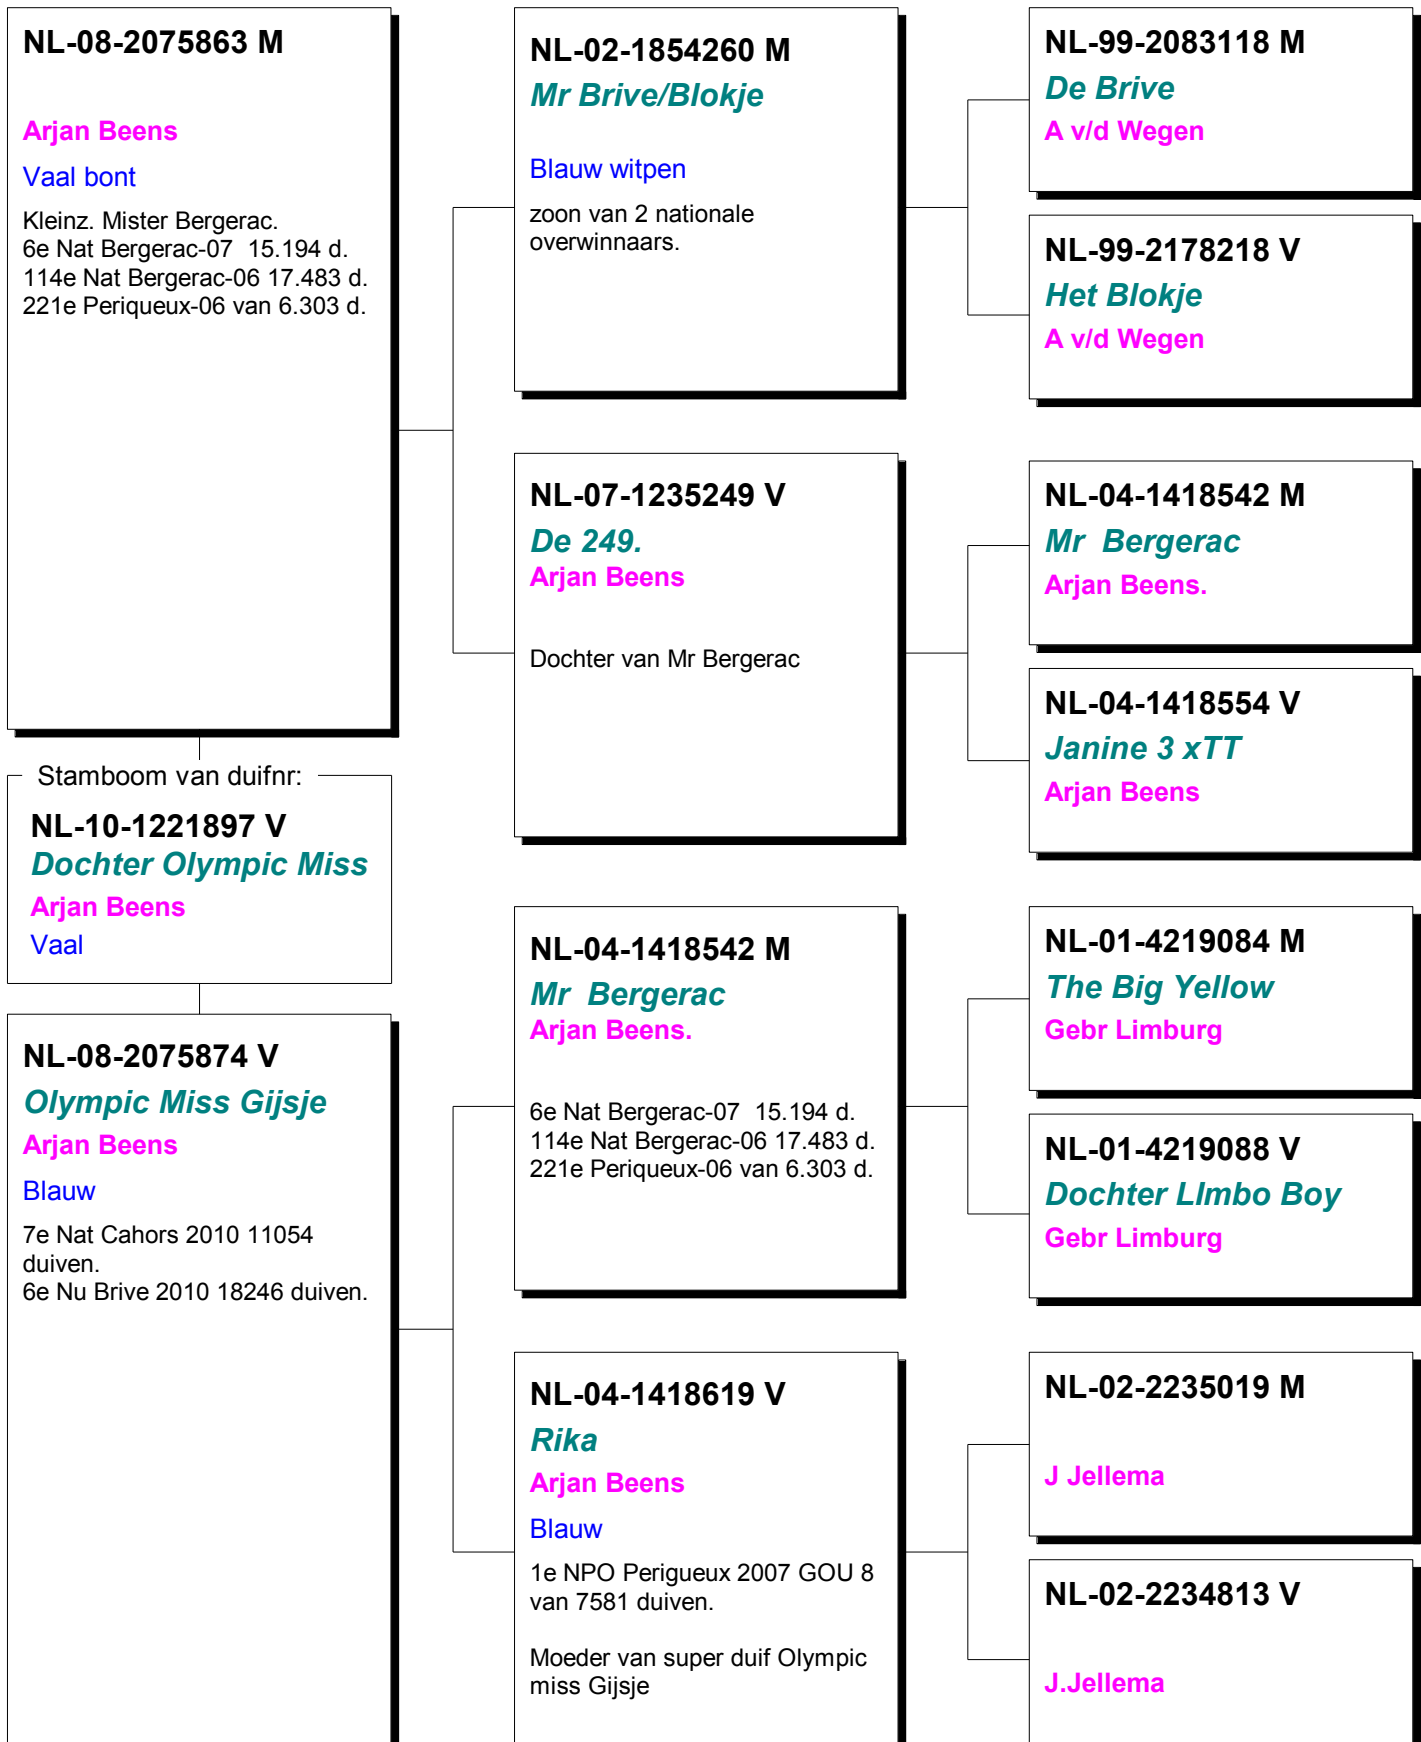 NL-08-2075863 M
Arjan Beens
Vaal bont
Kleinz. Mister Bergerac.
6e Nat Bergerac-07 15.194 d.
114e Nat Bergerac-06 17.483 d.
221e Periqueux-06 van 6.303 d.
Stamboom van duifnr:
NL-10-1221897 V
Dochter Olympic Miss
Arjan Beens
Vaal
NL-08-2075874 V
Olympic Miss Gijsje
Arjan Beens
Blauw
7e Nat Cahors 2010 11054
duiven.
6e Nu Brive 2010 18246 duiven.
NL-02-1854260 M
Mr Brive/Blokje
Blauw witpen
zoon van 2 nationale
overwinnaars.
NL-07-1235249 V
De 249.
Arjan Beens
Dochter van Mr Bergerac
NL-04-1418542 M
Mr Bergerac
Arjan Beens.
6e Nat Bergerac-07 15.194 d.
114e Nat Bergerac-06 17.483 d.
221e Periqueux-06 van 6.303 d.
NL-04-1418619 V
Rika
Arjan Beens
Blauw
1e NPO Perigueux 2007 GOU 8
van 7581 duiven.
Moeder van super duif Olympic
miss Gijsje
NL-99-2083118 M
De Brive
A v/d Wegen
NL-99-2178218 V
Het Blokje
A v/d Wegen
NL-04-1418542 M
Mr Bergerac
Arjan Beens.
NL-04-1418554 V
Janine 3 xTT
Arjan Beens
NL-01-4219084 M
The Big Yellow
Gebr Limburg
NL-01-4219088 V
Dochter LImbo Boy
Gebr Limburg
NL-02-2235019 M
J Jellema
NL-02-2234813 V
J.Jellema